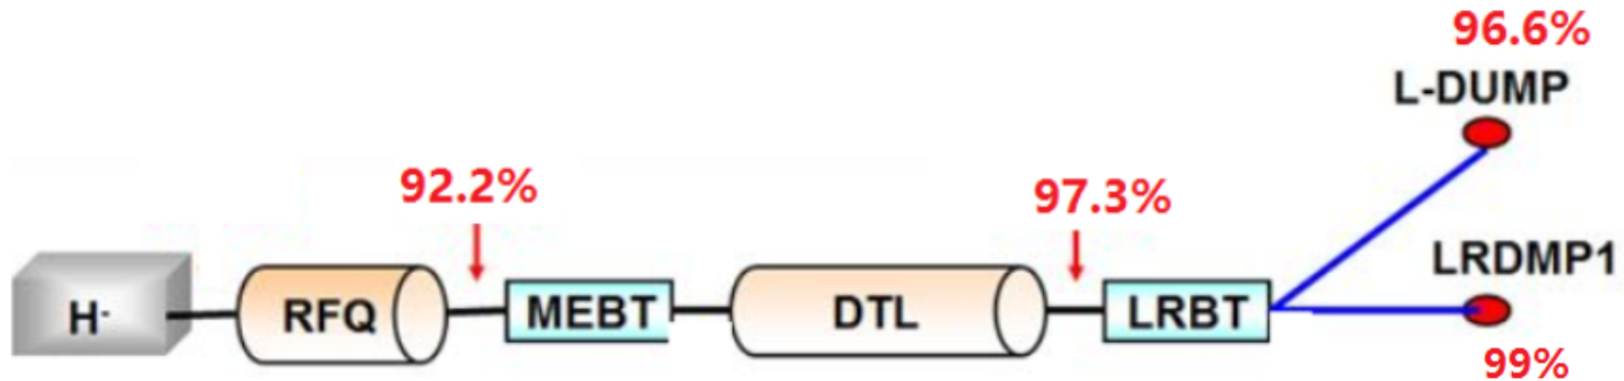 96.6%
L-DUMP
92.2%
97.3%
LRDMP1
H-
RFQ
MEBT
DTL
LRBT
99%